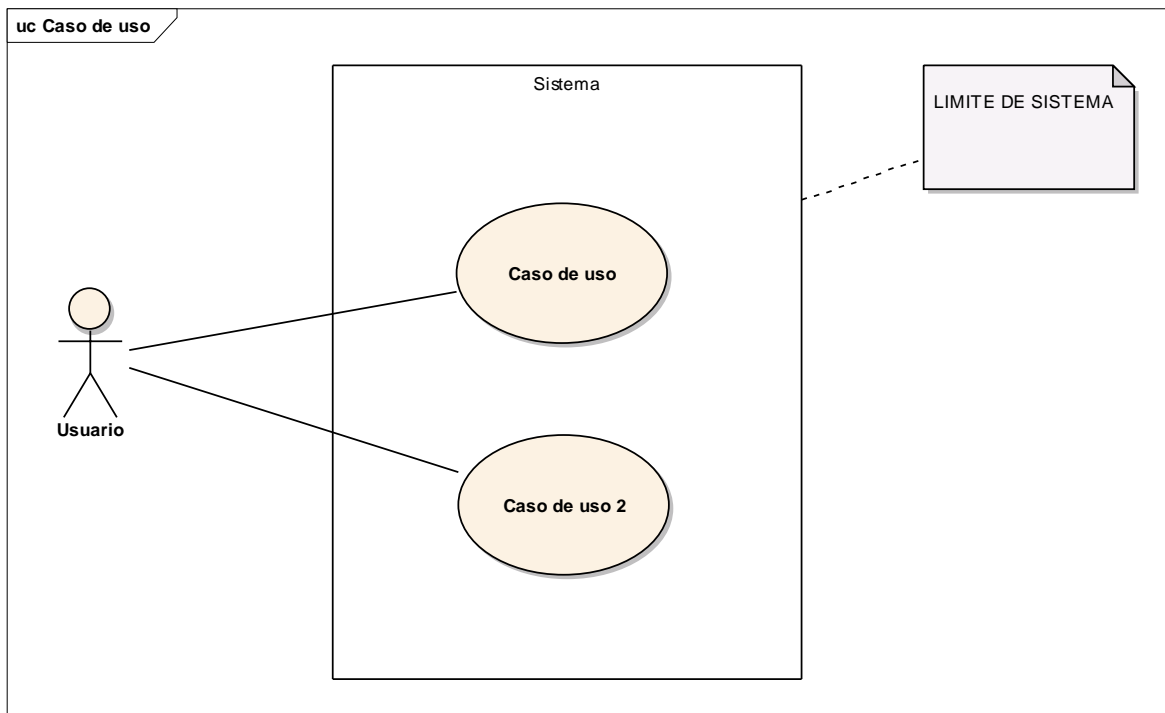 uc Caso de uso
Sistema
LIMITE DE SISTEMA
Caso de uso
Usuario
Caso de uso 2